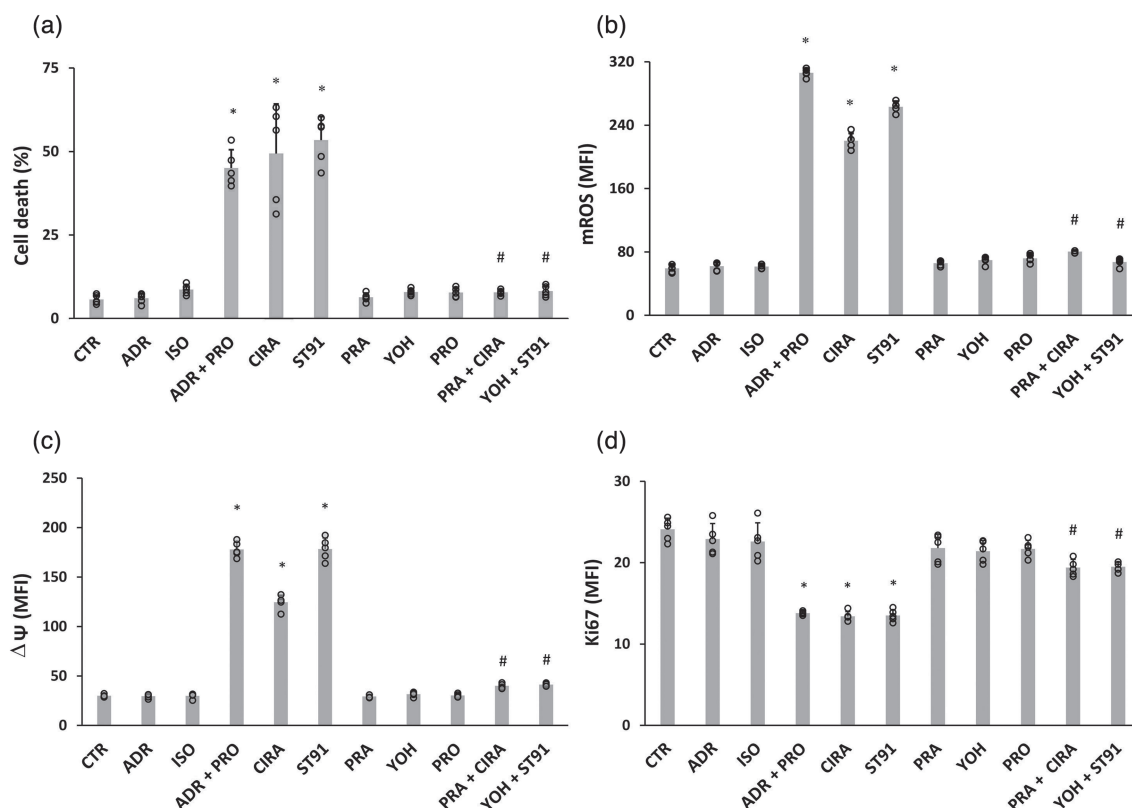 (a)
75
50
25
0
Cell death (%)
* * *
# #
CTR ADR ISO ADR + PRO CIRA ST91 PRA YOH PRO PRA + CIRA YOH + ST91
(b)
320
240
160
80
0
mROS (MFI)
* * *
# #
CTR ADR ISO ADR + PRO CIRA ST91 PRA YOH PRO PRA + CIRA YOH + ST91
(c)
250
200
150
100
50
0
ΔΨ (MFI)
* * *
# #
CTR ADR ISO ADR + PRO CIRA ST91 PRA YOH PRO PRA + CIRA YOH + ST91
(d)
30
20
10
0
Ki67 (MFI)
* * *
# #
CTR ADR ISO ADR + PRO CIRA ST91 PRA YOH PRO PRA + CIRA YOH + ST91